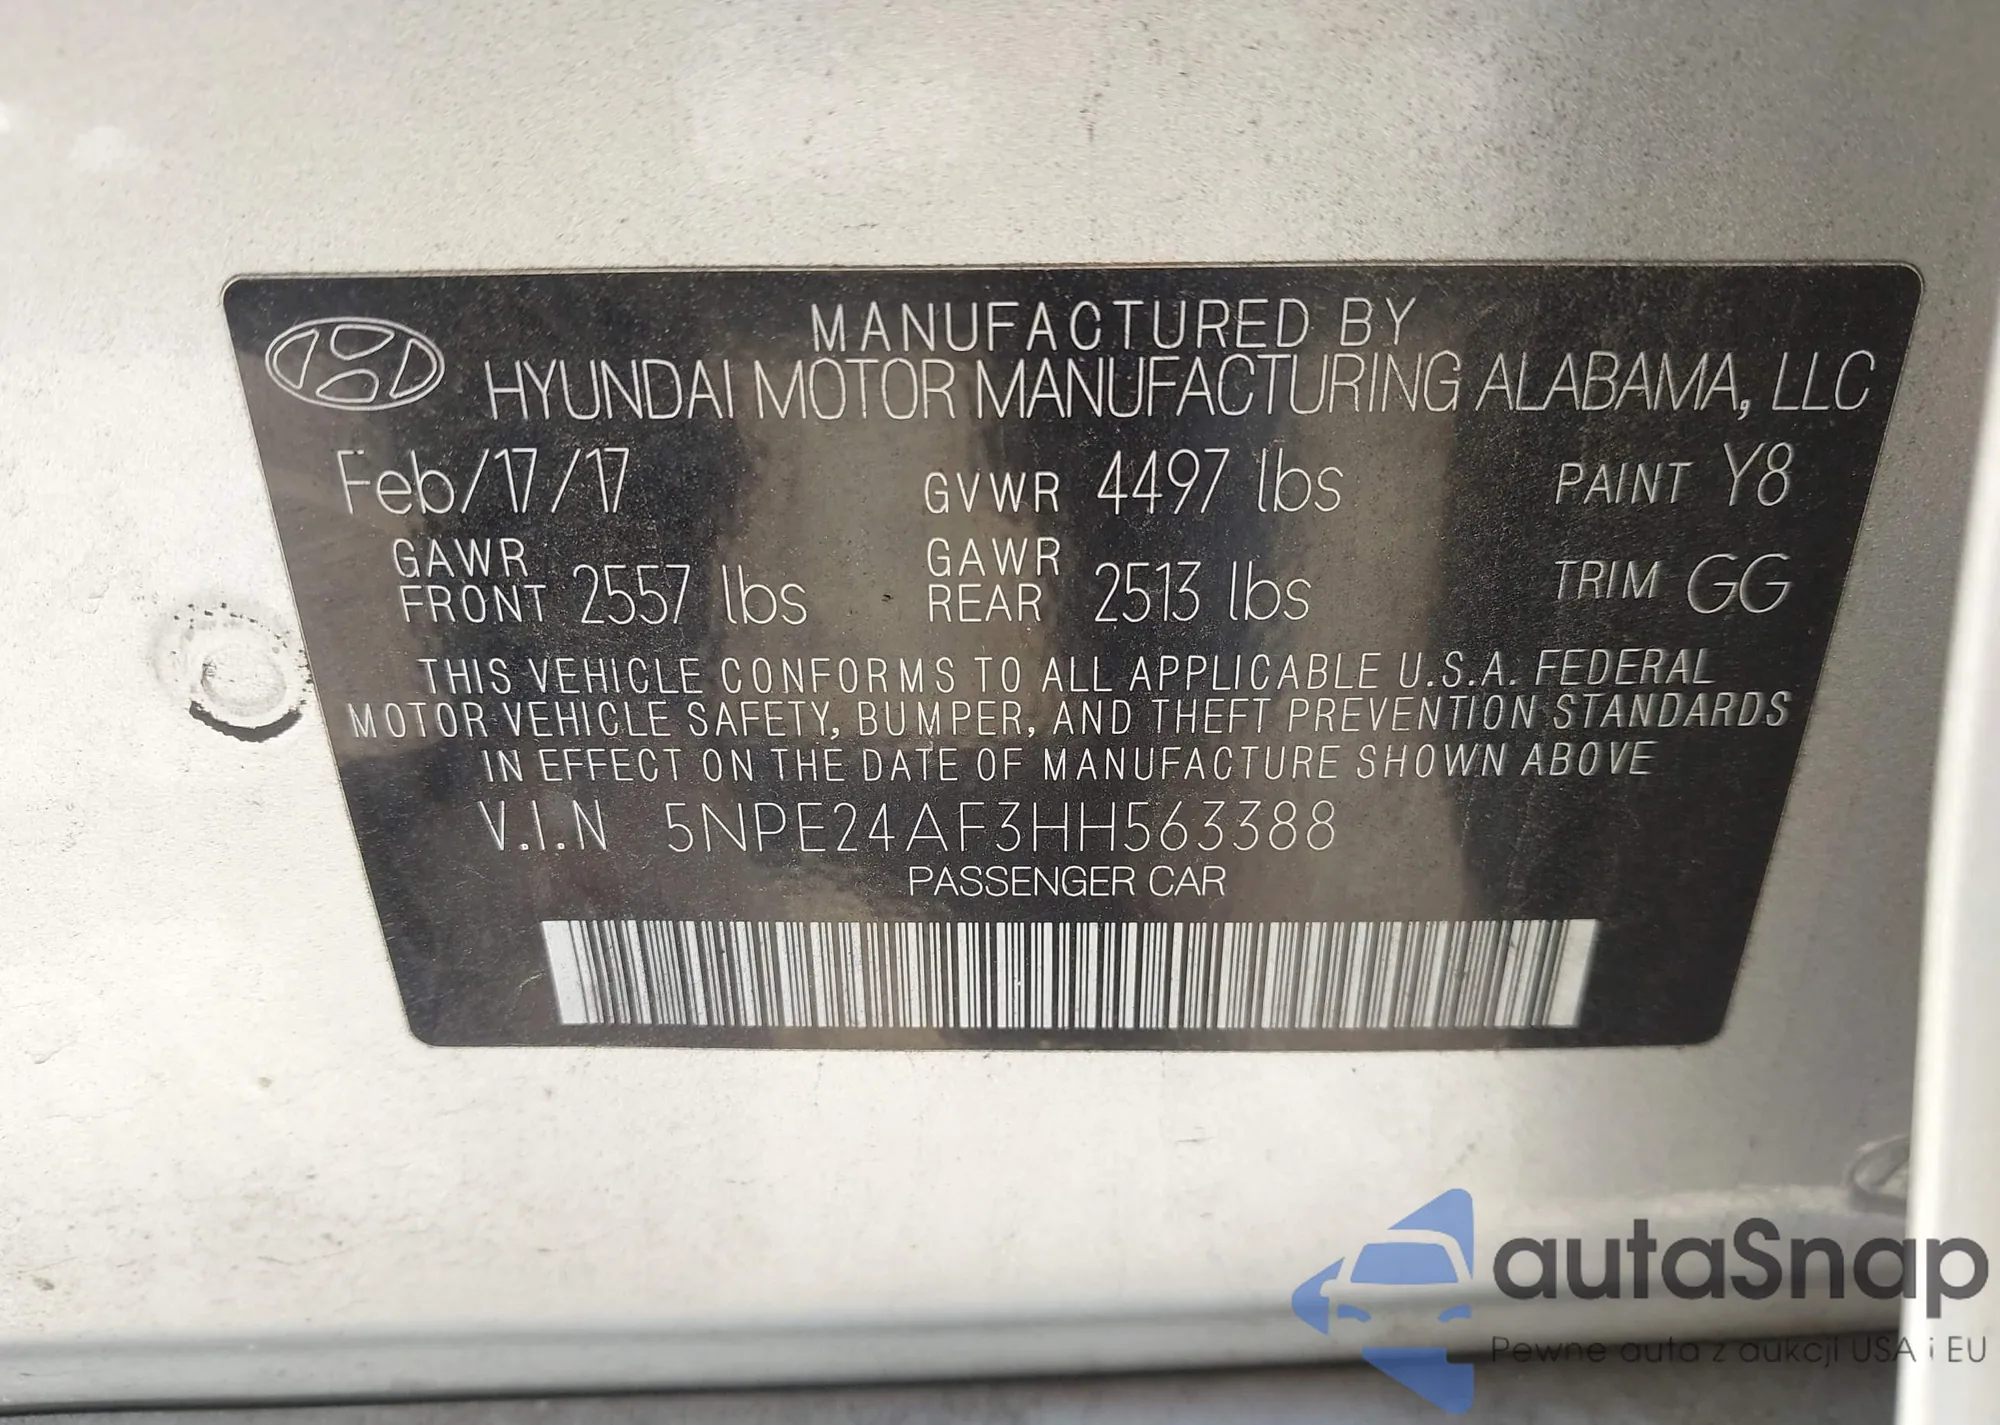 MANUFACTURED BY
HYUNDAI MOTOR MANUFACTURING ALABAMA, LLC
Feb/17/17 GVWR 4497 lbs PAINT Y8
GAWR FRONT 2557 lbs GAWR REAR 2513 lbs TRIM GG
THIS VEHICLE CONFORMS TO ALL APPLICABLE U.S.A. FEDERAL
MOTOR VEHICLE SAFETY, BUMPER, AND THEFT PREVENTION STANDARDS
IN EFFECT ON THE DATE OF MANUFACTURE SHOWN ABOVE
V.I.N 5NPE24AF3HH563388
PASSENGER CAR
autaSnap
Pewne auta z aukcji USA i EU